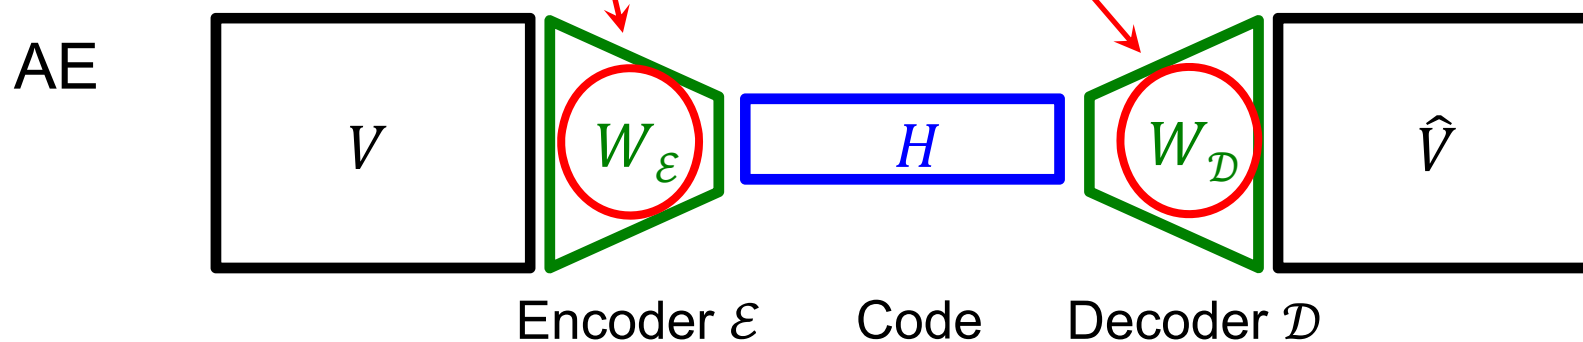 AE
V
W_ℰ
H
W_𝒟
V̂
Encoder ℰ
Code
Decoder 𝒟